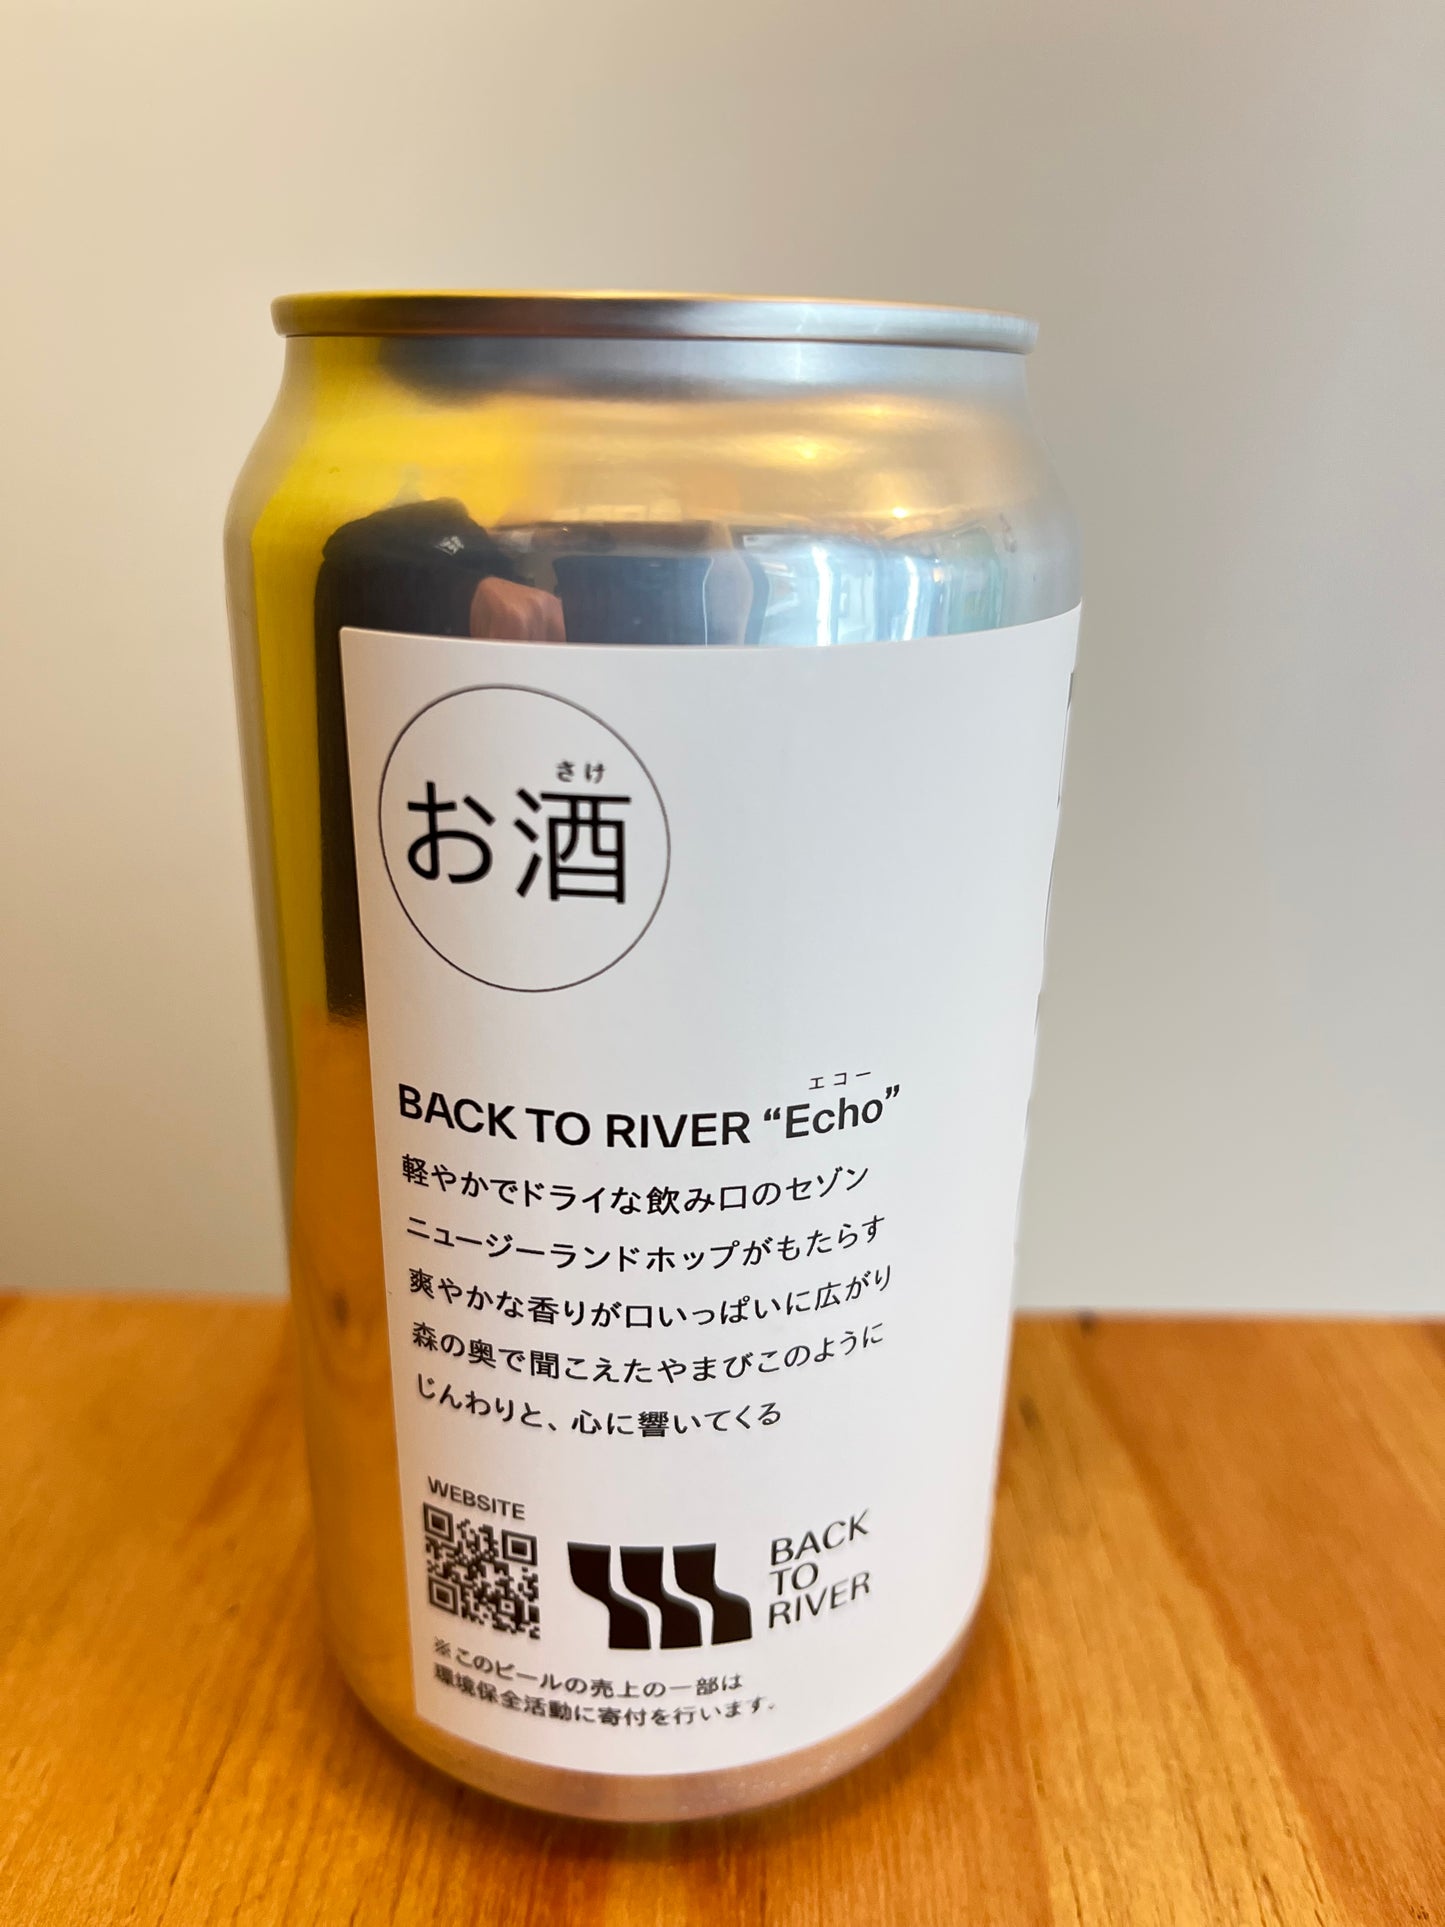 さけ
お酒
エコー
BACK TO RIVER “Echo”
軽やかでドライな飲み口のセゾン
ニュージーランドホップがもたらす
爽やかな香りが口いっぱいに広がり
森の奥で聞こえたやまびこのように
じんわりと、心に響いてくる
WEBSITE
BACK
TO
RIVER
※このビールの売上の一部は
環境保全活動に寄付を行います。